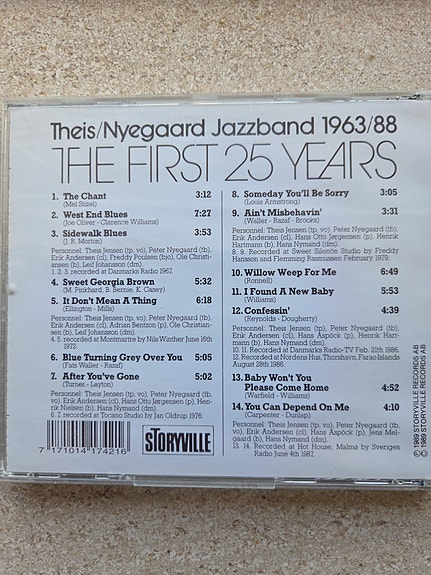 Theis/Nyegaard Jazzband 1963/88
THE FIRST 25 YEARS
1. The Chant 3:12
(Mel Stizel)
2. West End Blues 7:27
(Joe Oliver - Clarence Williams)
3. Sidewalk Blues 3:53
(J. R. Morton)
Personnel: Theis Jensen (tp, vo), Peter Nyegaard (tb),
Erik Andersen (cl), Freddy Poulsen (bjo), Ole Christi-
ansen (b), Leif Johansson (dm).
1. 2. 3. recorded at Danmarks Radio 1967.
4. Sweet Georgia Brown 5:32
(M. Pinkhard, B. Bernie, K. Casey)
5. It Don't Mean A Thing 6:18
(Ellington - Mills)
Personnel: Theis Jensen (tp, vo), Peter Nyegaard (tb),
Erik Andersen (cl), Adrian Bentzon (p), Ole Christian-
sen (b), Leif Johansson (dm).
4. 5. recorded at Montmartre by Nils Winther 16th June
1972.
6. Blue Turning Grey Over You 5:05
(Fats Waller - Razaf)
7. After You've Gone 5:02
(Turner - Layton)
Personnel: Theis Jensen (tp, vo), Peter Nyegaard (tb),
Erik Andersen (cl), Hans Otto Jørgensen (p), Hen-
rik Nielsen (b), Hans Nymand (dm).
6. 7. recorded at Tocano Studio by Jan Oldrup 1976.
7 171014 174216
STORYVILLE
8. Someday You'll Be Sorry 3:05
(Louis Armstrong)
9. Ain't Misbehavin' 3:31
(Waller - Razaf - Brooks)
Personnel: Theis Jensen (tp, vo), Peter Nyegaard (tb),
Erik Andersen (cl), Hans Otto Jørgensen (p), Henrik
Hartmann (b), Hans Nymand (dm).
8. 9. Recorded at Sweet Silence Studio by Freddy
Hansson and Flemming Rasmussen February 1979.
10. Willow Weep For Me 6:49
(Ronnell)
11. I Found A New Baby 5:53
(Williams)
12. Confessin' 4:39
(Reynolds - Dougherty)
Personnel: Theis Jensen (tp, vo), Peter Nyegaard (tb),
Erik Andersen (cl), Hans Aspöck (p), Henrik
Hartmann (b), Hans Nymand (dm).
10. 11. Recorded at Danmarks Radio-TV Feb. 21th 1986.
12. Recorded at Nordens Hus, Thorshavn, Farao Islands
August 28th 1986.
13. Baby Won't You
Please Come Home 4:52
(Warfield - Williams)
14. You Can Depend On Me 4:10
(Carpenter - Dunlap)
Personnel: Theis Jensen (tp, vo), Peter Nyegaard (tb,
vo), Erik Andersen (cl), Hans Aspöck (p), Jens Mel-
gaard (b), Hans Nymand (dm).
13. 14. Recorded at Hot House, Malmø by Sveriges
Radio June 4th 1987.
℗ 1989 STORYVILLE RECORDS AB
© 1989 STORYVILLE RECORDS AB